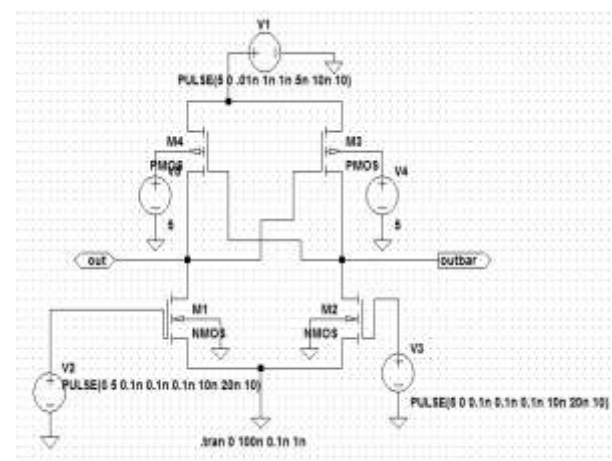 V1
PULSE(5 0 .01n 1n 1n 5n 10n 10)
M4
M3
PMOS
PMOS
V4
5
5
out
outbar
M1
M2
NMOS
NMOS
V2
V3
PULSE(0 5 0.1n 0.1n 0.1n 10n 20n 10)
PULSE(5 0 0.1n 0.1n 0.1n 10n 20n 10)
.tran 0 100n 0.1n 1n